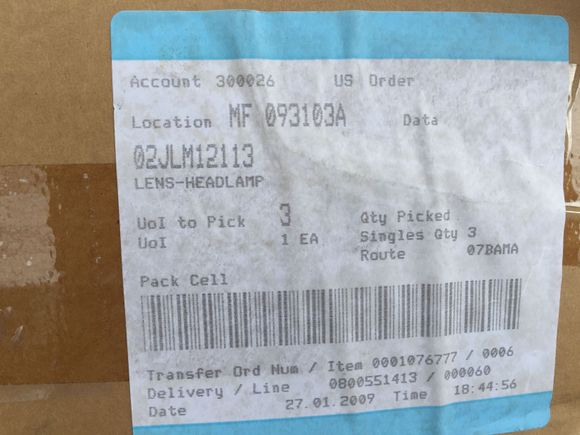 Account 300026 US Order
Location MF 093103A Data
02JLM12113
LENS-HEADLAMP
UoI to Pick 3 Qty Picked
UoI 1 EA Singles Qty 3
Route 07BAMA
Pack Cell
Transfer Ord Num / Item 0001076777 / 0006
Delivery / Line 0800551413 / 000060
Date 27.01.2009 Time 18:44:56